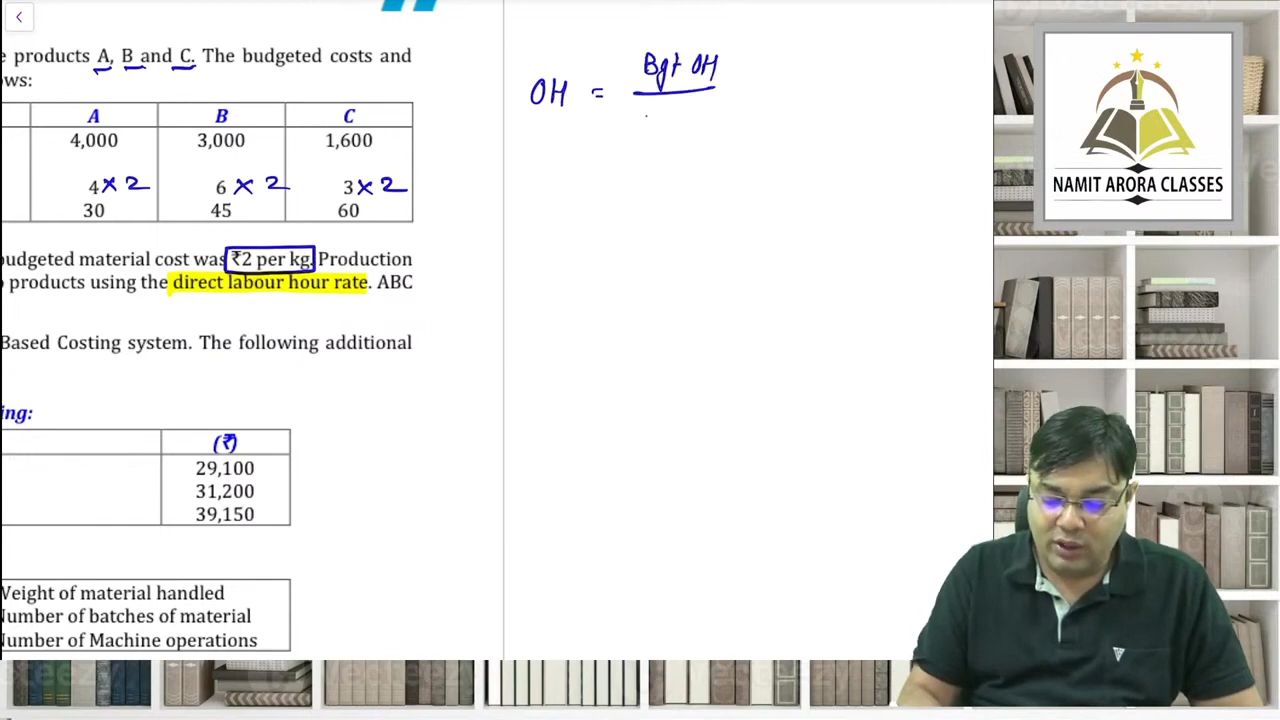 e products A, B and C. The budgeted costs and
ows:
A B C
4,000 3,000 1,600
4 × 2 6 × 2 3 × 2
30 45 60
budgeted material cost was ₹2 per kg. Production
o products using the direct labour hour rate. ABC
Based Costing system. The following additional
ing:
(₹)
29,100
31,200
39,150
Weight of material handled
Number of batches of material
Number of Machine operations
OH = Bgt OH
NAMIT ARORA CLASSES